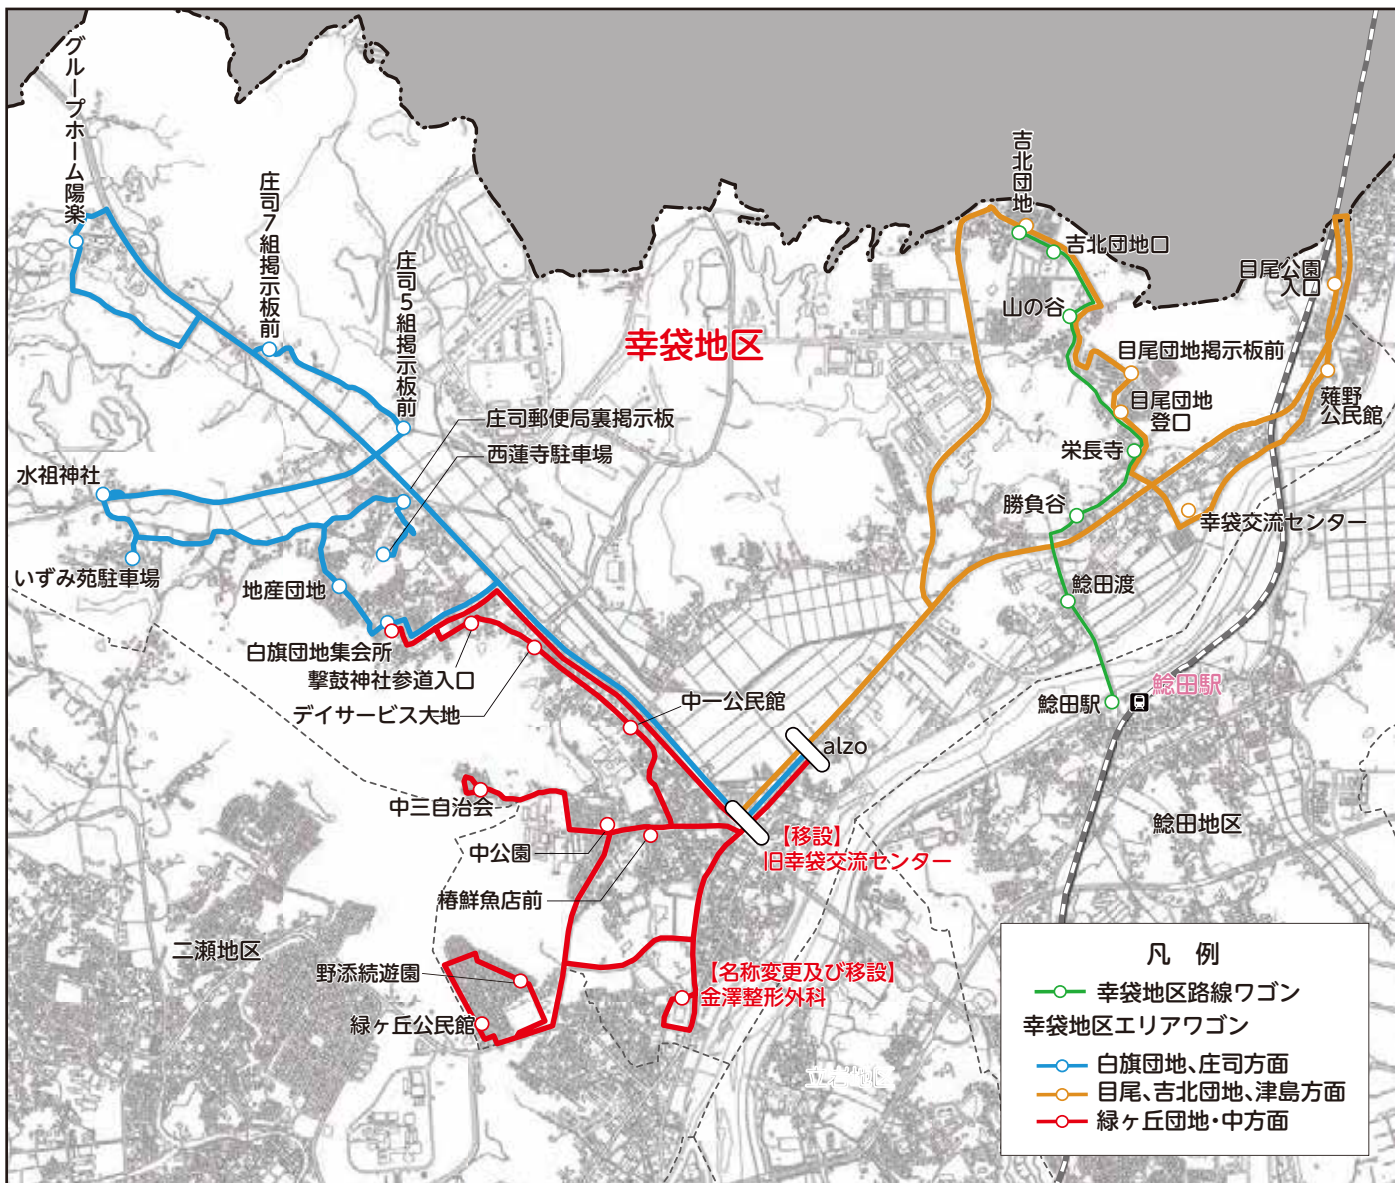 グループホーム陽楽
庄司7組掲示板前
庄司5組掲示板前
吉北団地
吉北団地口
目尾公園
入口
山の谷
幸袋地区
目尾団地掲示板前
目尾団地
登口
薙野
公民館
庄司郵便局裏掲示板
西蓮寺駐車場
栄長寺
水祖神社
勝負谷
幸袋交流センター
いずみ苑駐車場
地産団地
鯰田渡
白旗団地集会所
撃鼓神社参道入口
鯰田駅
鯰田駅
中一公民館
デイサービス大地
alzo
中三自治会
【移設】
旧幸袋交流センター
鯰田地区
中公園
椿鮮魚店前
二瀬地区
野添続遊園
【名称変更及び移設】
金澤整形外科
緑ヶ丘公民館
凡 例
幸袋地区路線ワゴン
幸袋地区エリアワゴン
白旗団地、庄司方面
目尾、吉北団地、津島方面
緑ヶ丘団地・中方面